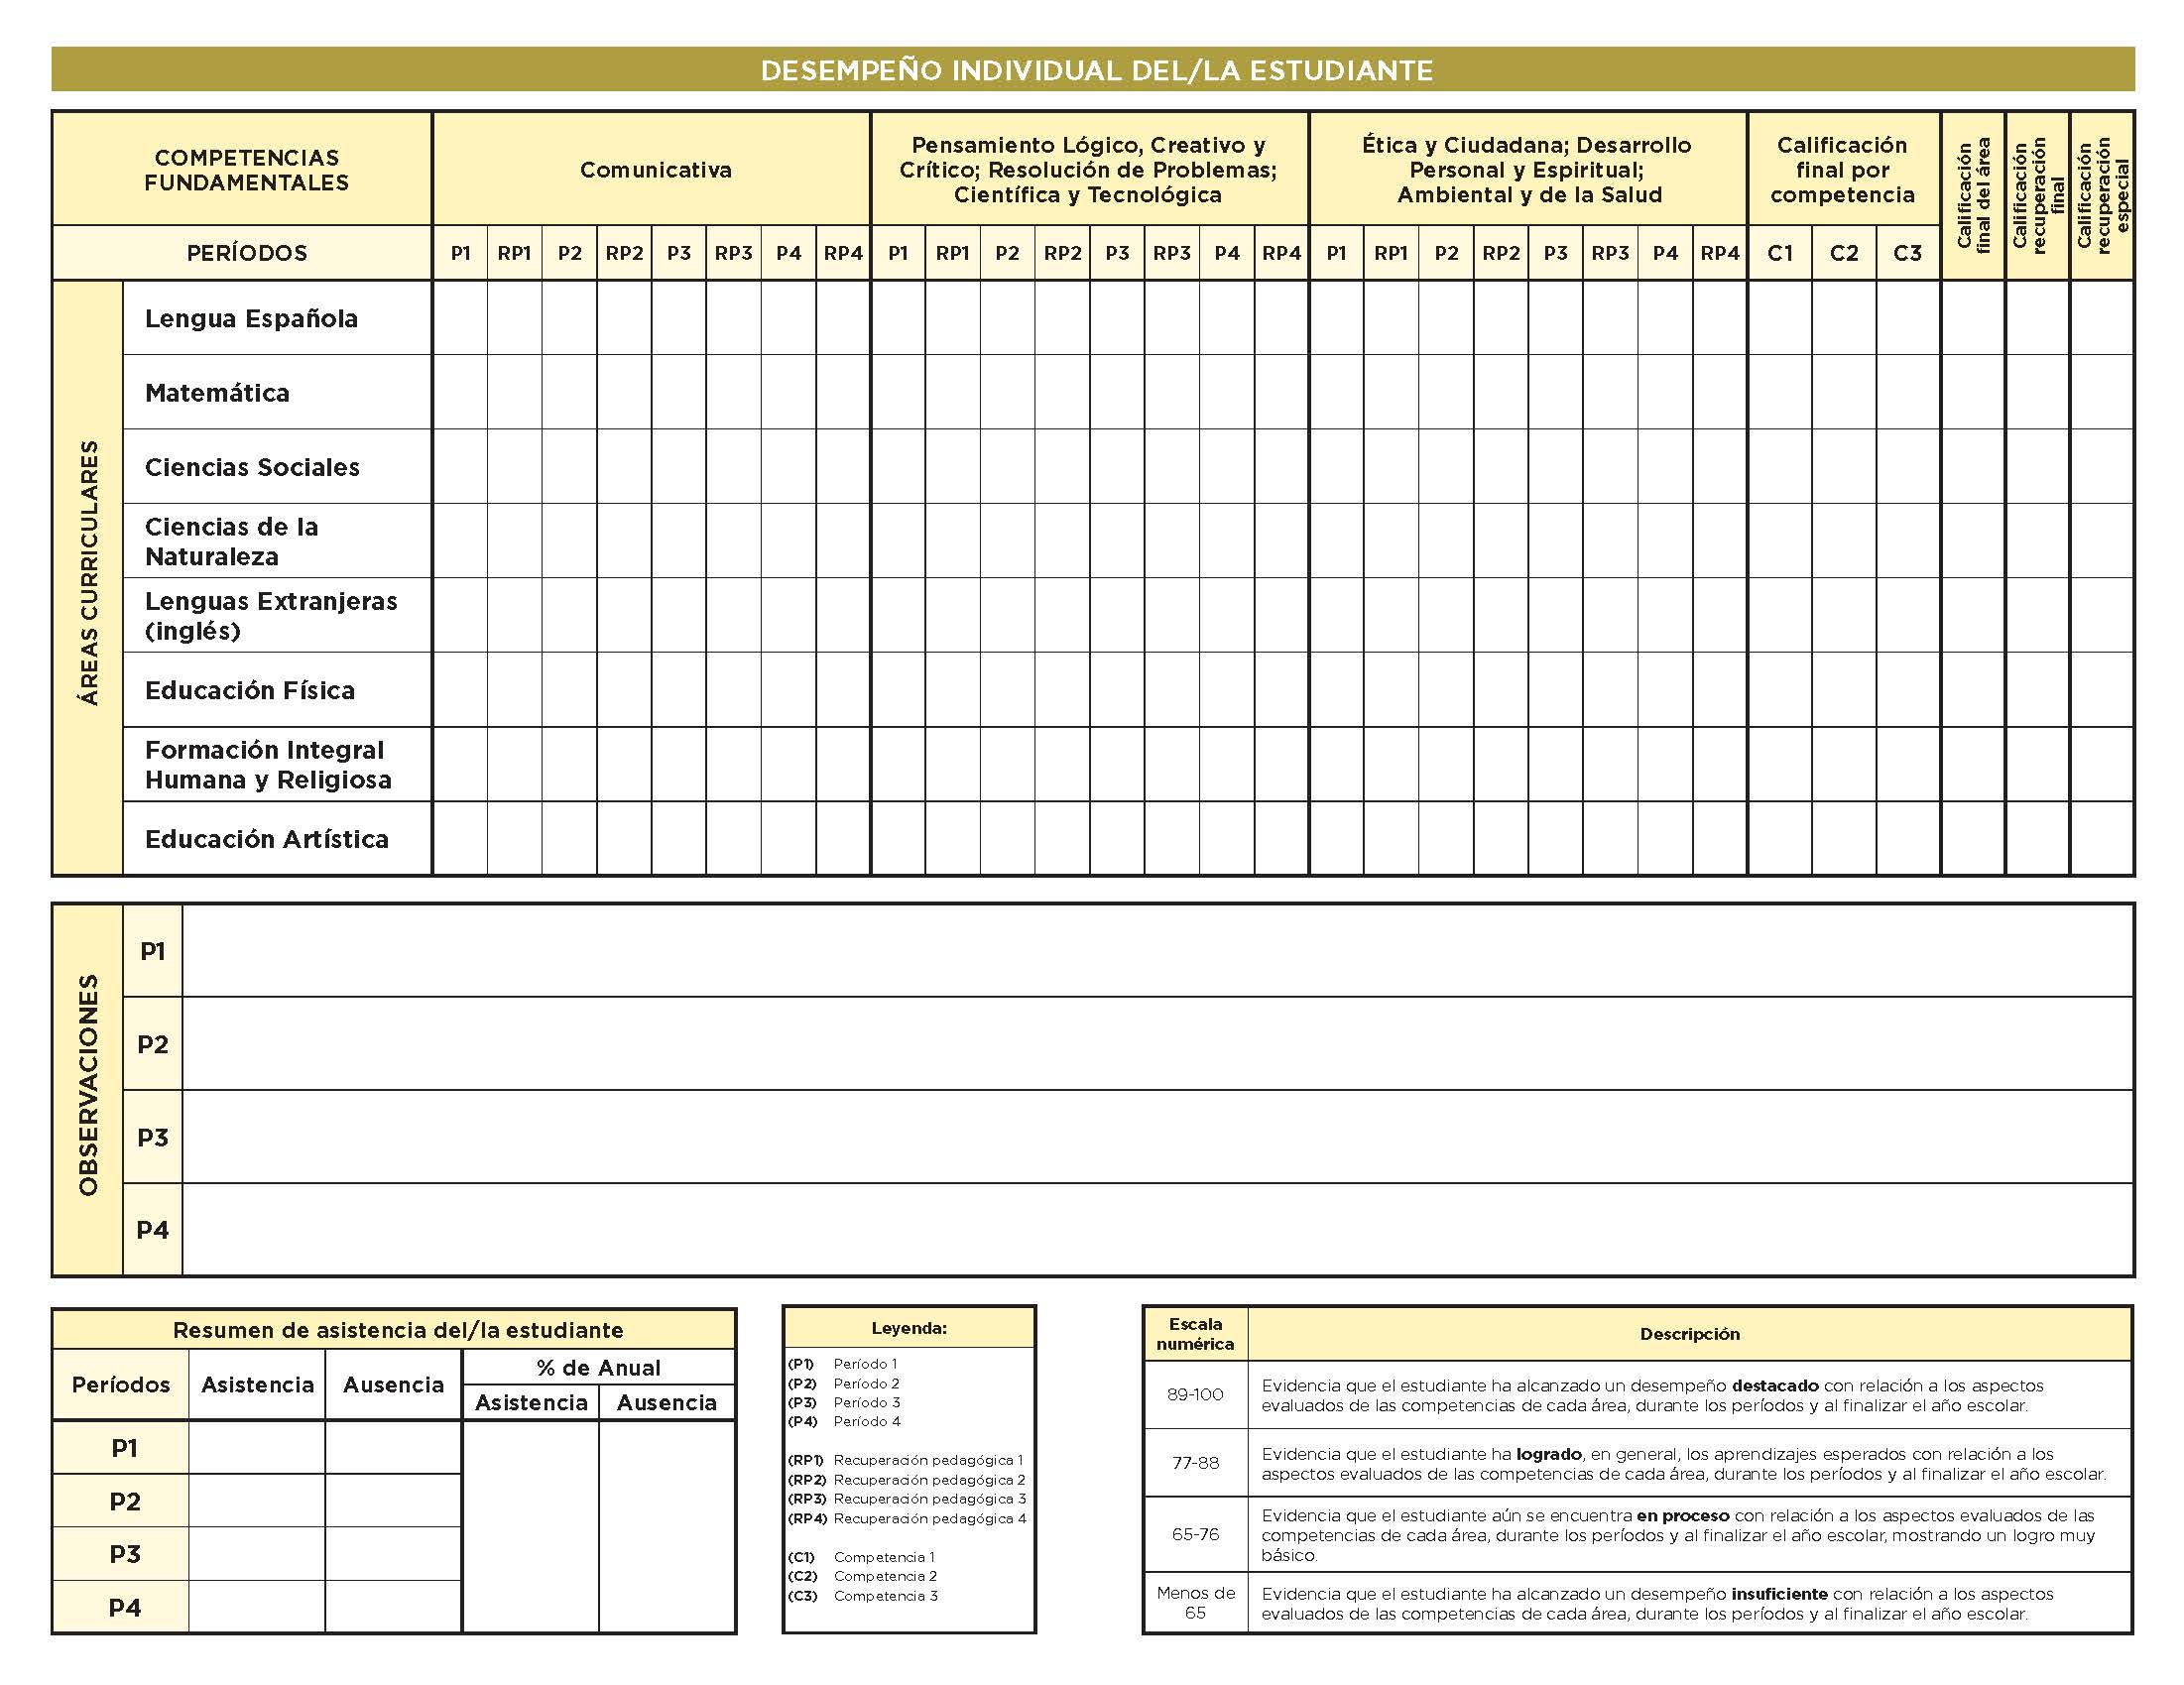 DESEMPEÑO INDIVIDUAL DEL/LA ESTUDIANTE
COMPETENCIAS
FUNDAMENTALES
Comunicativa
Pensamiento Lógico, Creativo y
Crítico; Resolución de Problemas;
Científica y Tecnológica
Ética y Ciudadana; Desarrollo
Personal y Espiritual;
Ambiental y de la Salud
Calificación
final por
competencia
Calificación
final del área
Calificación
recuperación
final
Calificación
recuperación
especial
PERÍODOS P1 RP1 P2 RP2 P3 RP3 P4 RP4 P1 RP1 P2 RP2 P3 RP3 P4 RP4 P1 RP1 P2 RP2 P3 RP3 P4 RP4 C1 C2 C3
ÁREAS CURRICULARES
Lengua Española
Matemática
Ciencias Sociales
Ciencias de la
Naturaleza
Lenguas Extranjeras
(inglés)
Educación Física
Formación Integral
Humana y Religiosa
Educación Artística
OBSERVACIONES
P1
P2
P3
P4
Resumen de asistencia del/la estudiante
Períodos Asistencia Ausencia
% de Anual
Asistencia Ausencia
P1
P2
P3
P4
Leyenda:
(P1) Período 1
(P2) Período 2
(P3) Período 3
(P4) Período 4
(RP1) Recuperación pedagógica 1
(RP2) Recuperación pedagógica 2
(RP3) Recuperación pedagógica 3
(RP4) Recuperación pedagógica 4
(C1) Competencia 1
(C2) Competencia 2
(C3) Competencia 3
Escala
numérica
Descripción
89-100
Evidencia que el estudiante ha alcanzado un desempeño destacado con relación a los aspectos
evaluados de las competencias de cada área, durante los períodos y al finalizar el año escolar.
77-88
Evidencia que el estudiante ha logrado, en general, los aprendizajes esperados con relación a los
aspectos evaluados de las competencias de cada área, durante los períodos y al finalizar el año escolar.
65-76
Evidencia que el estudiante aún se encuentra en proceso con relación a los aspectos evaluados de las
competencias de cada área, durante los períodos y al finalizar el año escolar, mostrando un logro muy
básico.
Menos de
65
Evidencia que el estudiante ha alcanzado un desempeño insuficiente con relación a los aspectos
evaluados de las competencias de cada área, durante los períodos y al finalizar el año escolar.